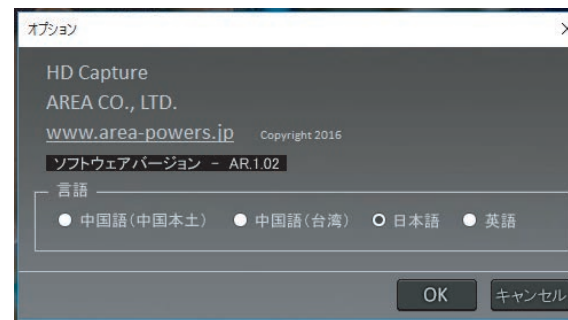 オプション
HD Capture
AREA CO., LTD.
www.area-powers.jp Copyright 2016
ソフトウェアバージョン － AR.1.02
言語
中国語(中国本土) 中国語(台湾) 日本語 英語
OK キャンセル